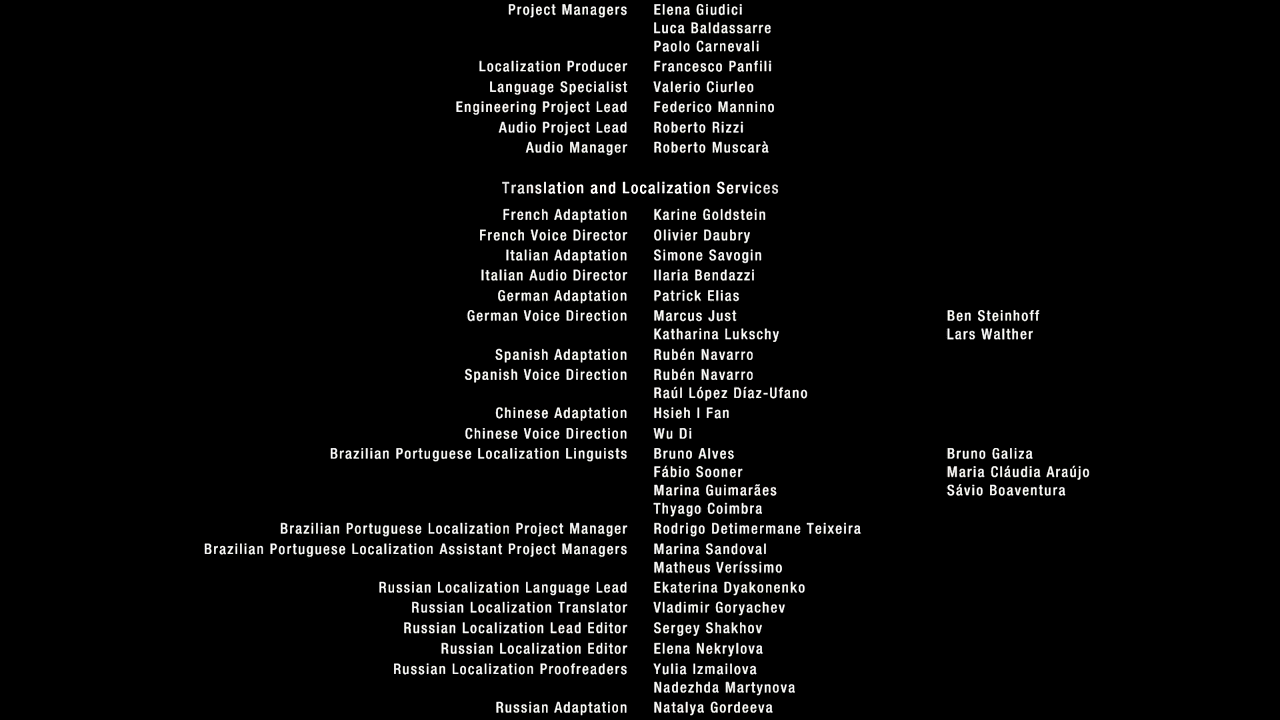 Project Managers Elena Giudici
Luca Baldassarre
Paolo Carnevali
Localization Producer Francesco Panfili
Language Specialist Valerio Ciurleo
Engineering Project Lead Federico Mannino
Audio Project Lead Roberto Rizzi
Audio Manager Roberto Muscarà
Translation and Localization Services
French Adaptation Karine Goldstein
French Voice Director Olivier Daubry
Italian Adaptation Simone Savogin
Italian Audio Director Ilaria Bendazzi
German Adaptation Patrick Elias
German Voice Direction Marcus Just Ben Steinhoff
Katharina Lukschy Lars Walther
Spanish Adaptation Rubén Navarro
Spanish Voice Direction Rubén Navarro
Raúl López Díaz-Ufano
Chinese Adaptation Hsieh I Fan
Chinese Voice Direction Wu Di
Brazilian Portuguese Localization Linguists Bruno Alves Bruno Galiza
Fábio Sooner Maria Cláudia Araújo
Marina Guimarães Sávio Boaventura
Thyago Coimbra
Brazilian Portuguese Localization Project Manager Rodrigo Detimermane Teixeira
Brazilian Portuguese Localization Assistant Project Managers Marina Sandoval
Matheus Veríssimo
Russian Localization Language Lead Ekaterina Dyakonenko
Russian Localization Translator Vladimir Goryachev
Russian Localization Lead Editor Sergey Shakhov
Russian Localization Editor Elena Nekrylova
Russian Localization Proofreaders Yulia Izmailova
Nadezhda Martynova
Russian Adaptation Natalya Gordeeva